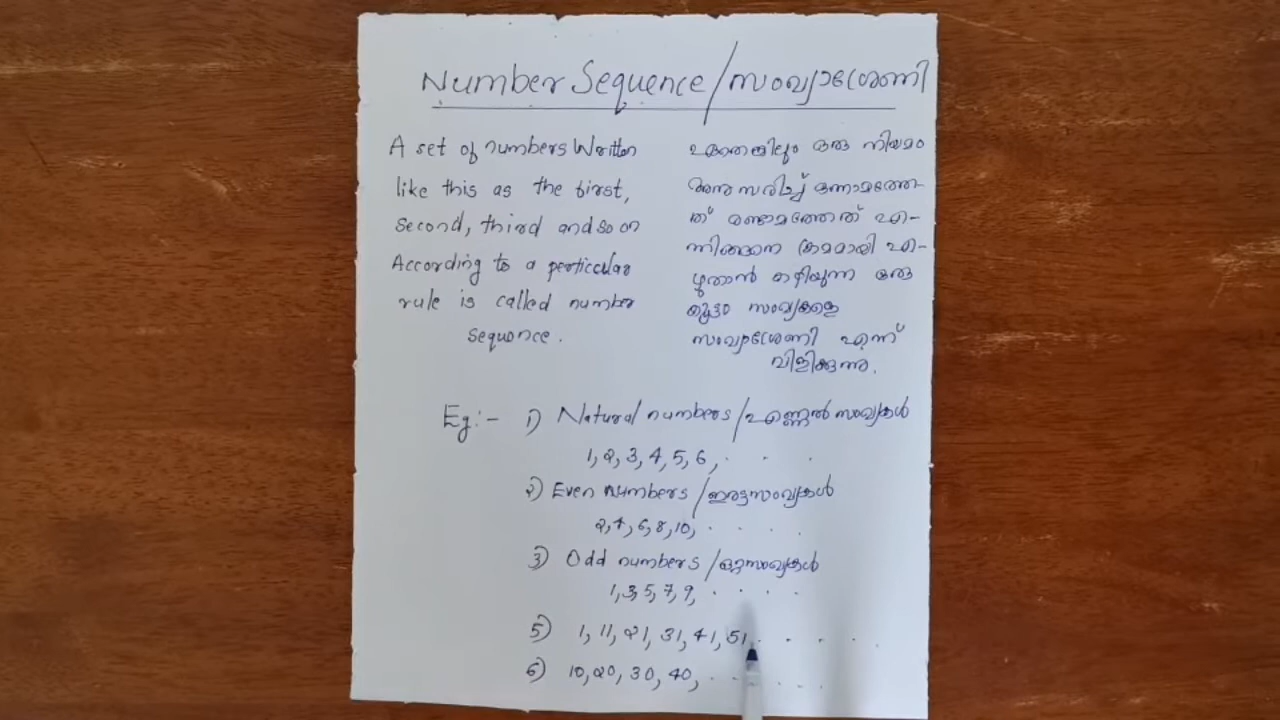 Number Sequence/സംഖ്യാശ്രേണി
A set of numbers Written
like this as the first,
second, third and so on
According to a perticular
rule is called number
sequence.
ഏതെങ്കിലും ഒരു നിയമം
അനുസരിച്ച് ഒന്നാമത്തേ-
ത് രണ്ടാമത്തേത് എ-
ന്നിങ്ങനെ ക്രമമായി എ-
ഴുതാൻ കഴിയുന്ന ഒരു
കൂട്ടം സംഖ്യകളെ
സംഖ്യാശ്രേണി എന്ന്
വിളിക്കുന്നു.
Eg:- 1) Natural numbers/എണ്ണൽ സംഖ്യകൾ
1, 2, 3, 4, 5, 6, . . .
2) Even numbers/ഇരട്ടസംഖ്യകൾ
2, 4, 6, 8, 10, . . . .
3) Odd numbers/ഒറ്റസംഖ്യകൾ
1, 3, 5, 7, 9, . . . .
5) 1, 11, 21, 31, 41, 51, . . . . .
6) 10, 20, 30, 40, . . . . .